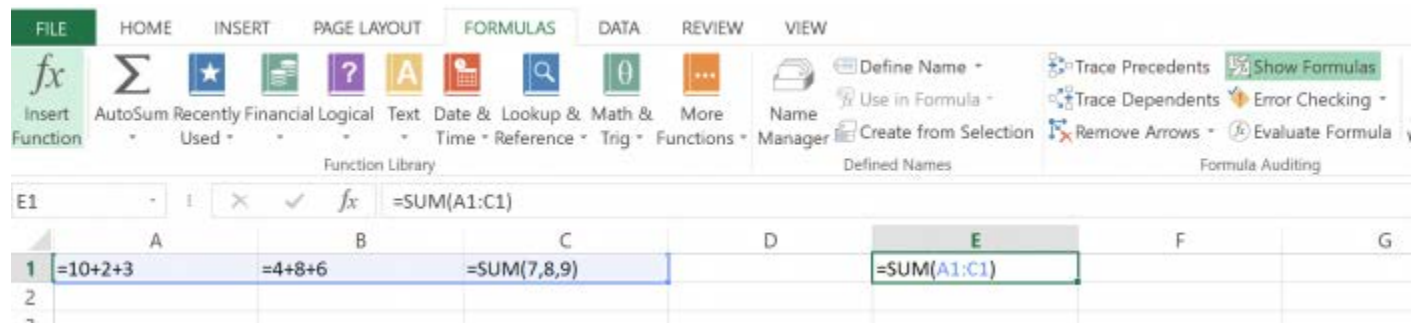 FILE HOME INSERT PAGE LAYOUT FORMULAS DATA REVIEW VIEW
fx Σ ? A θ ... Define Name Trace Precedents Show Formulas
Insert AutoSum Recently Financial Logical Text Date & Lookup & Math & More Name Use in Formula Trace Dependents Error Checking
Function Used Time Reference Trig Functions Manager Create from Selection Remove Arrows Evaluate Formula
Function Library Defined Names Formula Auditing
E1 fx =SUM(A1:C1)
A B C D E F G
1 =10+2+3 =4+8+6 =SUM(7,8,9) =SUM(A1:C1)
2